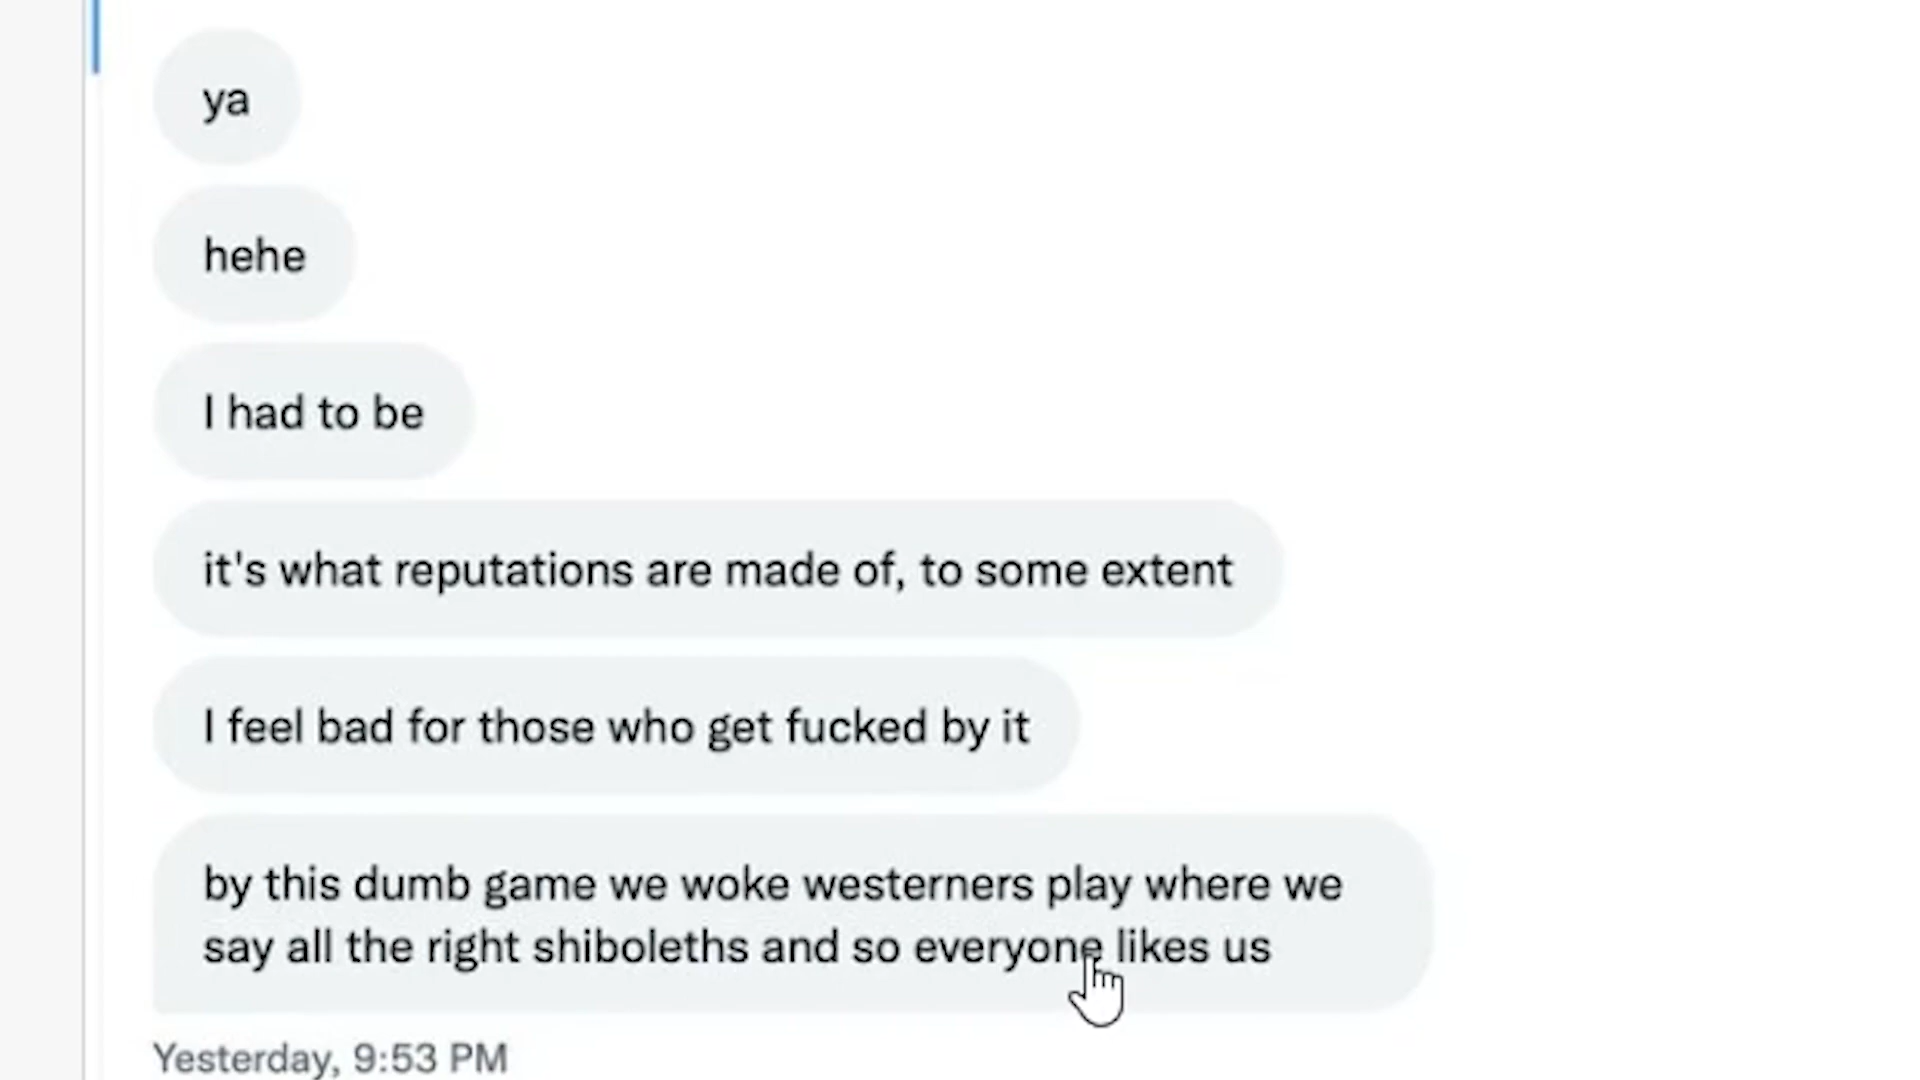 ya
hehe
I had to be
it's what reputations are made of, to some extent
I feel bad for those who get fucked by it
by this dumb game we woke westerners play where we
say all the right shiboleths and so everyone likes us
Yesterday, 9:53 PM